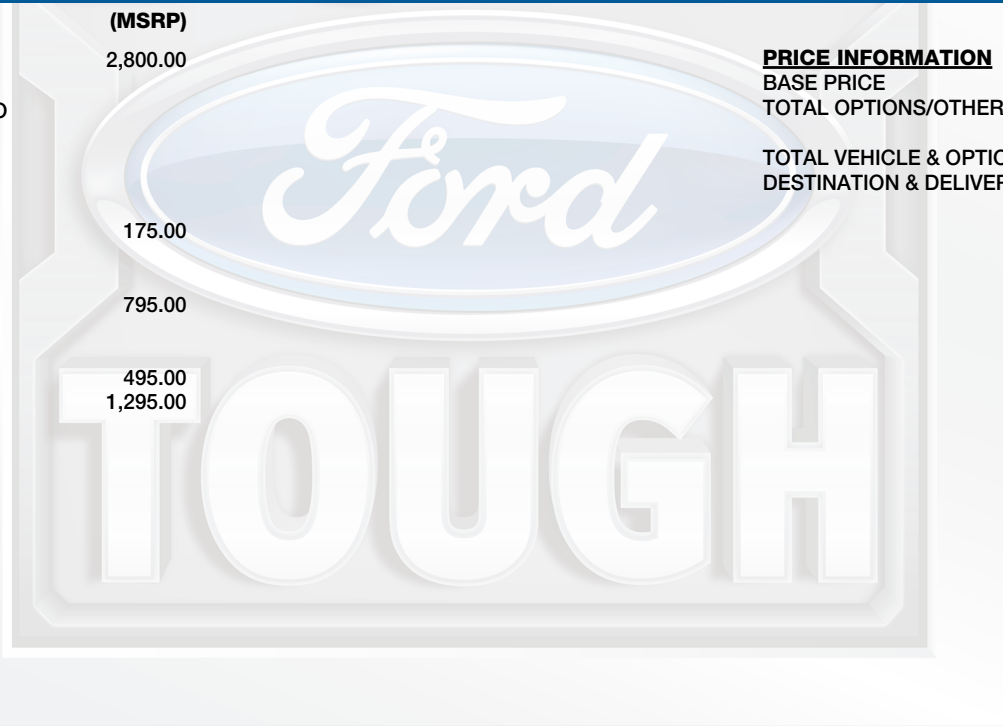 (MSRP)
2,800.00
175.00
795.00
495.00
1,295.00
PRICE INFORMATION
BASE PRICE
TOTAL OPTIONS/OTHER
TOTAL VEHICLE & OPTIO
DESTINATION & DELIVER
Ford
TOUGH